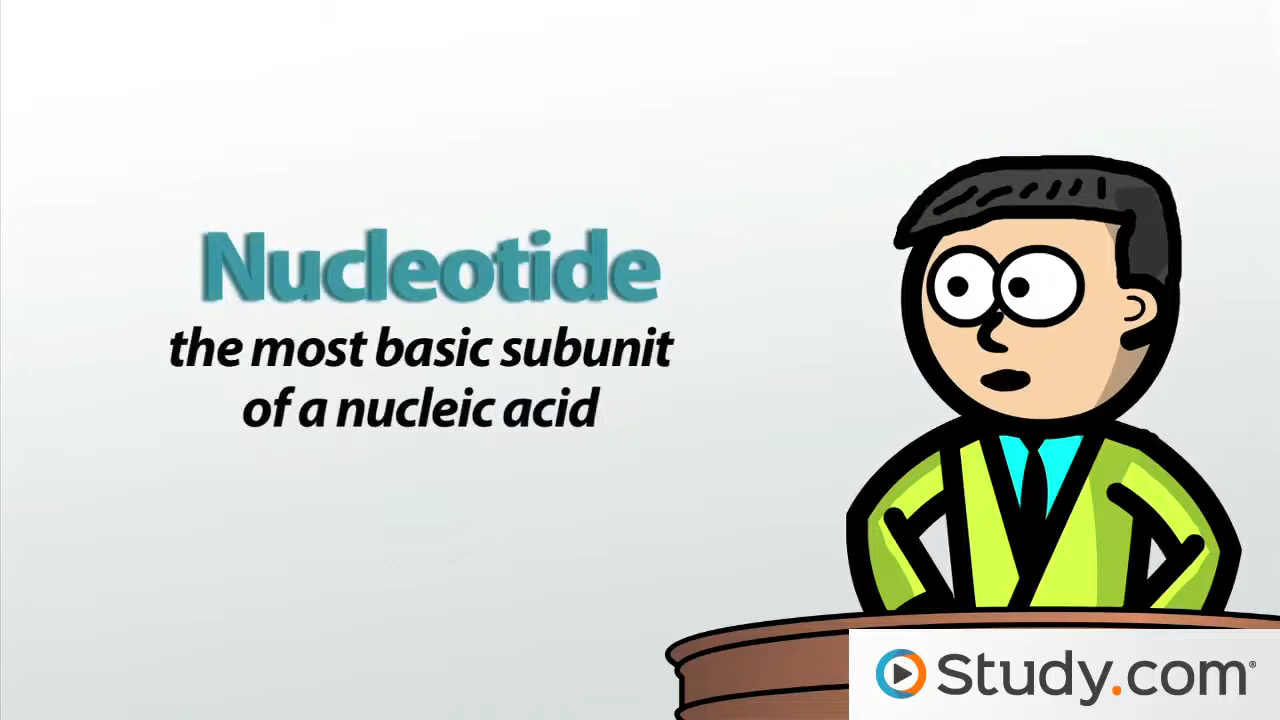 Nucleotide
the most basic subunit
of a nucleic acid
Study.com®